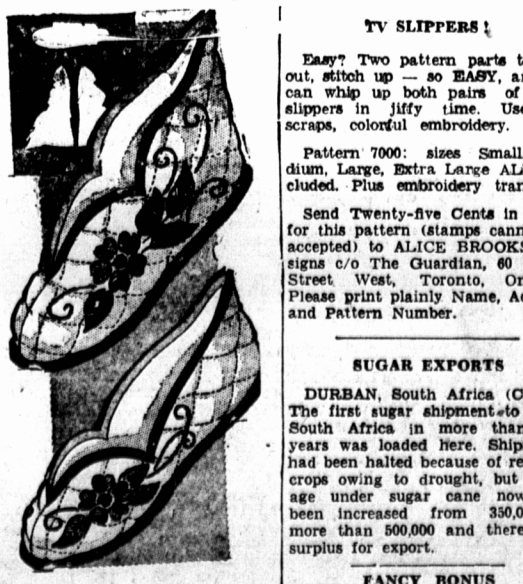 TV SLIPPERS!
Easy? Two pattern parts t
out, stitch up — so EASY, a
can whip up both pairs of
slippers in jiffy time. Use
scraps, colorful embroidery.
Pattern 7000: sizes Small
dium, Large, Extra Large AL
cluded. Plus embroidery tran
Send Twenty-five Cents in
for this pattern (stamps cann
accepted) to ALICE BROOKS
signs c/o The Guardian, 60
Street West, Toronto, On
Please print plainly Name, A
and Pattern Number.
SUGAR EXPORTS
DURBAN, South Africa (C
The first sugar shipment to
South Africa in more than
years was loaded here. Ship
had been halted because of re
crops owing to drought, but
age under sugar cane now
been increased from 350,0
more than 500,000 and there
surplus for export.
FANCY BONUS